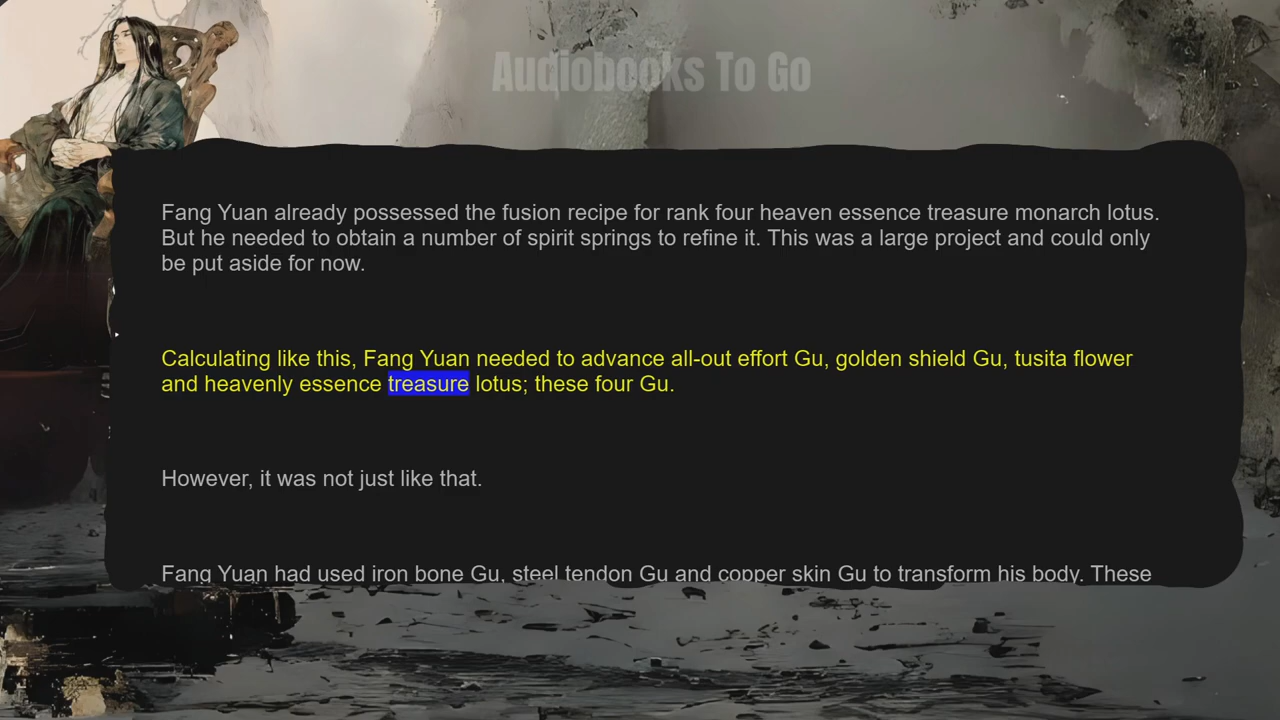 Audiobooks To Go
Fang Yuan already possessed the fusion recipe for rank four heaven essence treasure monarch lotus.
But he needed to obtain a number of spirit springs to refine it. This was a large project and could only
be put aside for now.
Calculating like this, Fang Yuan needed to advance all-out effort Gu, golden shield Gu, tusita flower
and heavenly essence treasure lotus; these four Gu.
However, it was not just like that.
Fang Yuan had used iron bone Gu, steel tendon Gu and copper skin Gu to transform his body. These